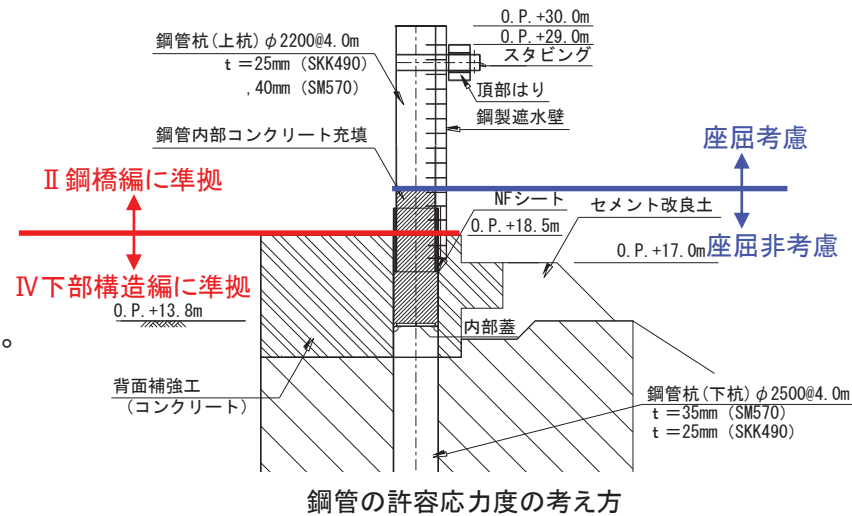 O.P.+30.0m
O.P.+29.0m
スタビング
頂部はり
鋼製遮水壁
鋼管杭(上杭)φ2200@4.0m
t＝25mm (SKK490)
,40mm (SM570)
鋼管内部コンクリート充填
座屈考慮
座屈非考慮
Ⅱ 鋼橋編に準拠
Ⅳ下部構造編に準拠
NFシート
セメント改良土
O.P.+18.5m
O.P.+17.0m
O.P.+13.8m
。
内部蓋
背面補強工
(コンクリート)
鋼管杭(下杭)φ2500@4.0m
t＝35mm (SM570)
t＝25mm (SKK490)
鋼管の許容応力度の考え方